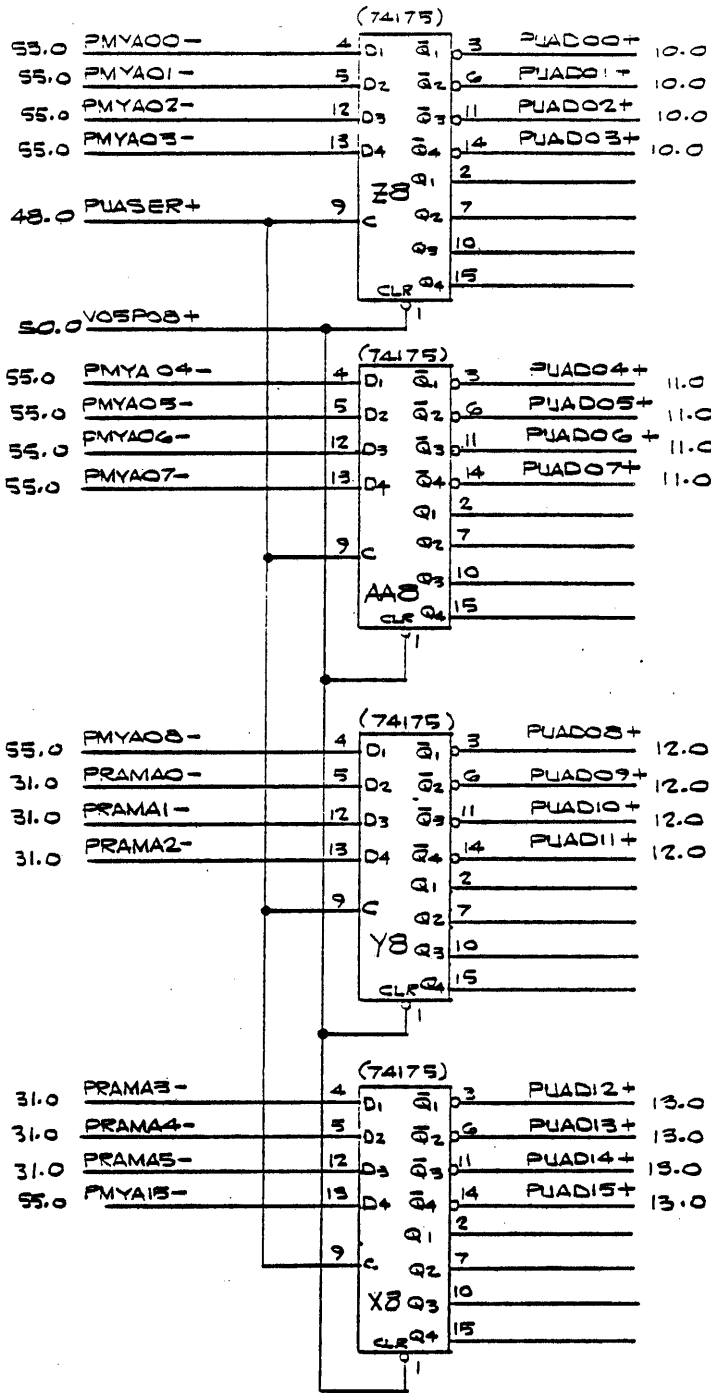 (74175)
53.0 PMYA00- 4 D1 Q̅1 3 PUAD00+ 10.0
55.0 PMYA01- 5 D2 Q̅2 6 PUAD01+ 10.0
55.0 PMYA02- 12 D3 Q̅3 11 PUAD02+ 10.0
55.0 PMYA03- 13 D4 Q̅4 14 PUAD03+ 10.0
Z8 Q1 2
48.0 PUASER+ 9 C Q2 7
Q3 10
Q4 15
CLR 1
50.0 V05P08+
(74175)
55.0 PMYA04- 4 D1 Q̅1 3 PUAD04+ 11.0
55.0 PMYA05- 5 D2 Q̅2 6 PUAD05+ 11.0
55.0 PMYA06- 12 D3 Q̅3 11 PUAD06+ 11.0
55.0 PMYA07- 13 D4 Q̅4 14 PUAD07+ 11.0
Q1 2
9 C Q2 7
AA8 Q3 10
CLR Q4 15
1
(74175)
55.0 PMYA08- 4 D1 Q̅1 3 PUAD08+ 12.0
31.0 PRAMA0- 5 D2 Q̅2 6 PUAD09+ 12.0
31.0 PRAMA1- 12 D3 Q̅3 11 PUAD10+ 12.0
31.0 PRAMA2- 13 D4 Q̅4 14 PUAD11+ 12.0
Q1 2
9 C Q2 7
Y8 Q3 10
CLR Q4 15
1
(74175)
31.0 PRAMA3- 4 D1 Q̅1 3 PUAD12+ 13.0
31.0 PRAMA4- 5 D2 Q̅2 6 PUAD13+ 13.0
31.0 PRAMA5- 12 D3 Q̅3 11 PUAD14+ 13.0
55.0 PMYA15- 13 D4 Q̅4 14 PUAD15+ 13.0
Q1 2
9 C Q2 7
X8 Q3 10
CLR Q4 15
1